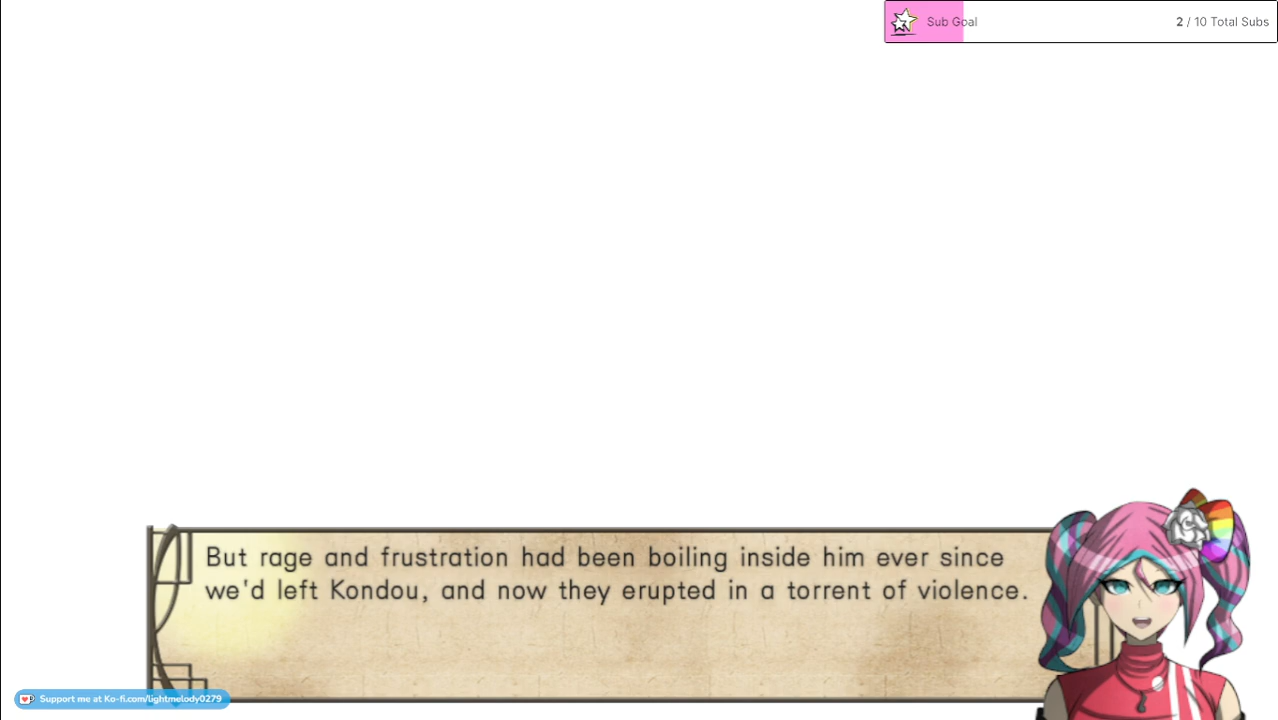 Sub Goal 2 / 10 Total Subs
But rage and frustration had been boiling inside him ever since
we'd left Kondou, and now they erupted in a torrent of violence.
Support me at Ko-fi.com/lightmelody0279